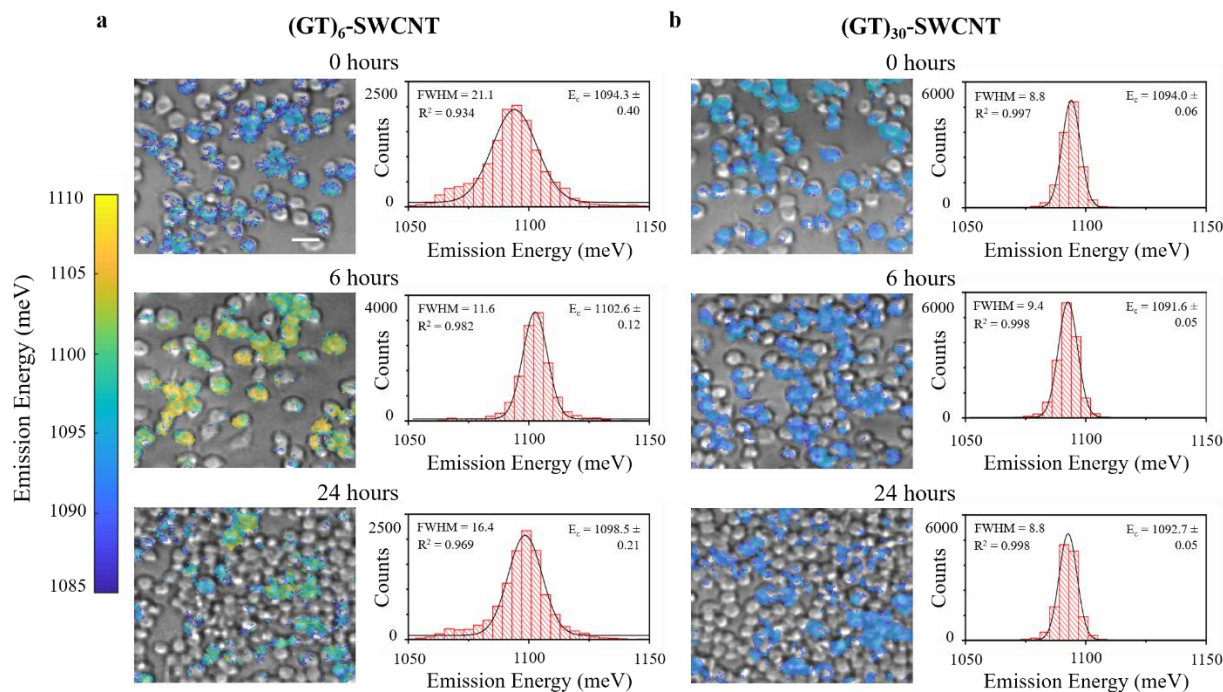 a
(GT)6-SWCNT
b
(GT)30-SWCNT
Emission Energy (meV)
1110
1105
1100
1095
1090
1085
0 hours
2500
0
Counts
FWHM = 21.1
R² = 0.934
Ec = 1094.3 ±
0.40
1050
1100
1150
Emission Energy (meV)
6 hours
4000
0
Counts
FWHM = 11.6
R² = 0.982
Ec = 1102.6 ±
0.12
1050
1100
1150
Emission Energy (meV)
24 hours
2500
0
Counts
FWHM = 16.4
R² = 0.969
Ec = 1098.5 ±
0.21
1050
1100
1150
Emission Energy (meV)
0 hours
6000
0
Counts
FWHM = 8.8
R² = 0.997
Ec = 1094.0 ±
0.06
1050
1100
1150
Emission Energy (meV)
6 hours
6000
0
Counts
FWHM = 9.4
R² = 0.998
Ec = 1091.6 ±
0.05
1050
1100
1150
Emission Energy (meV)
24 hours
6000
0
Counts
FWHM = 8.8
R² = 0.998
Ec = 1092.7 ±
0.05
1050
1100
1150
Emission Energy (meV)